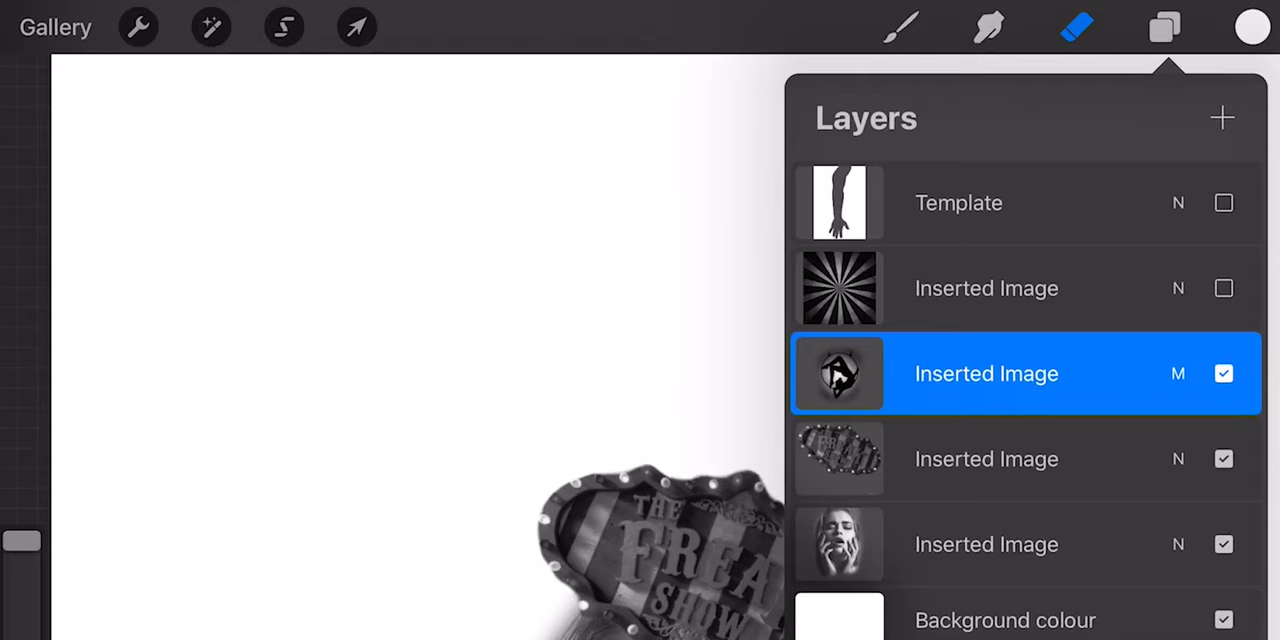 Gallery
Layers
Template N
Inserted Image N
Inserted Image M
Inserted Image N
Inserted Image N
Background colour
THE
FREA
SHOW